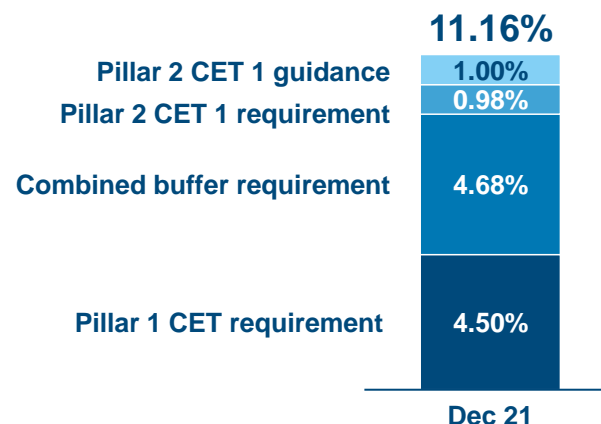 11.16%
Pillar 2 CET 1 guidance 1.00%
Pillar 2 CET 1 requirement 0.98%
Combined buffer requirement 4.68%
Pillar 1 CET requirement 4.50%
Dec 21